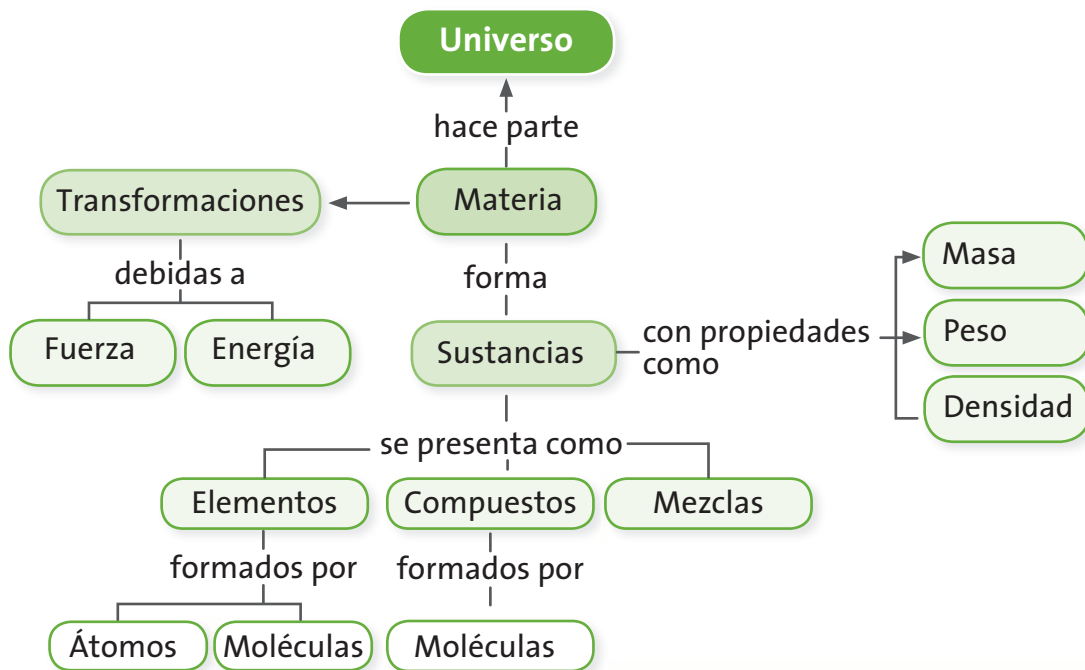 Universo
hace parte
Transformaciones
Materia
debidas a
forma
Fuerza
Energía
Sustancias
con propiedades
como
Masa
Peso
Densidad
se presenta como
Elementos
Compuestos
Mezclas
formados por
formados por
Átomos
Moléculas
Moléculas